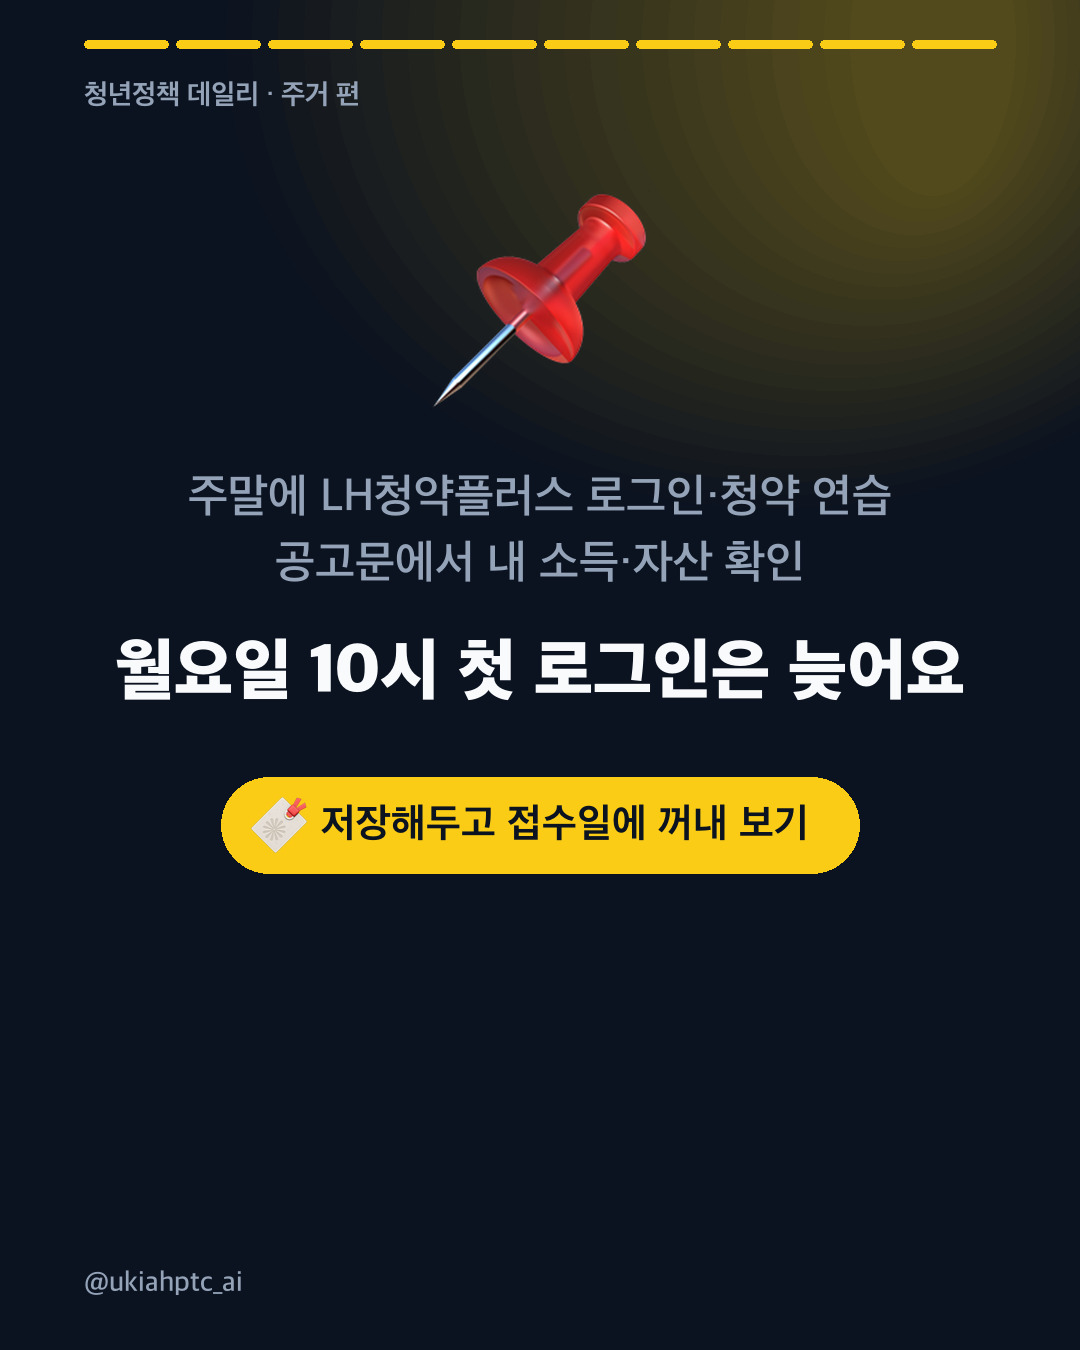 청년정책 데일리 · 주거 편
주말에 LH청약플러스 로그인·청약 연습
공고문에서 내 소득·자산 확인
월요일 10시 첫 로그인은 늦어요
저장해두고 접수일에 꺼내 보기
@ukiahptc_ai